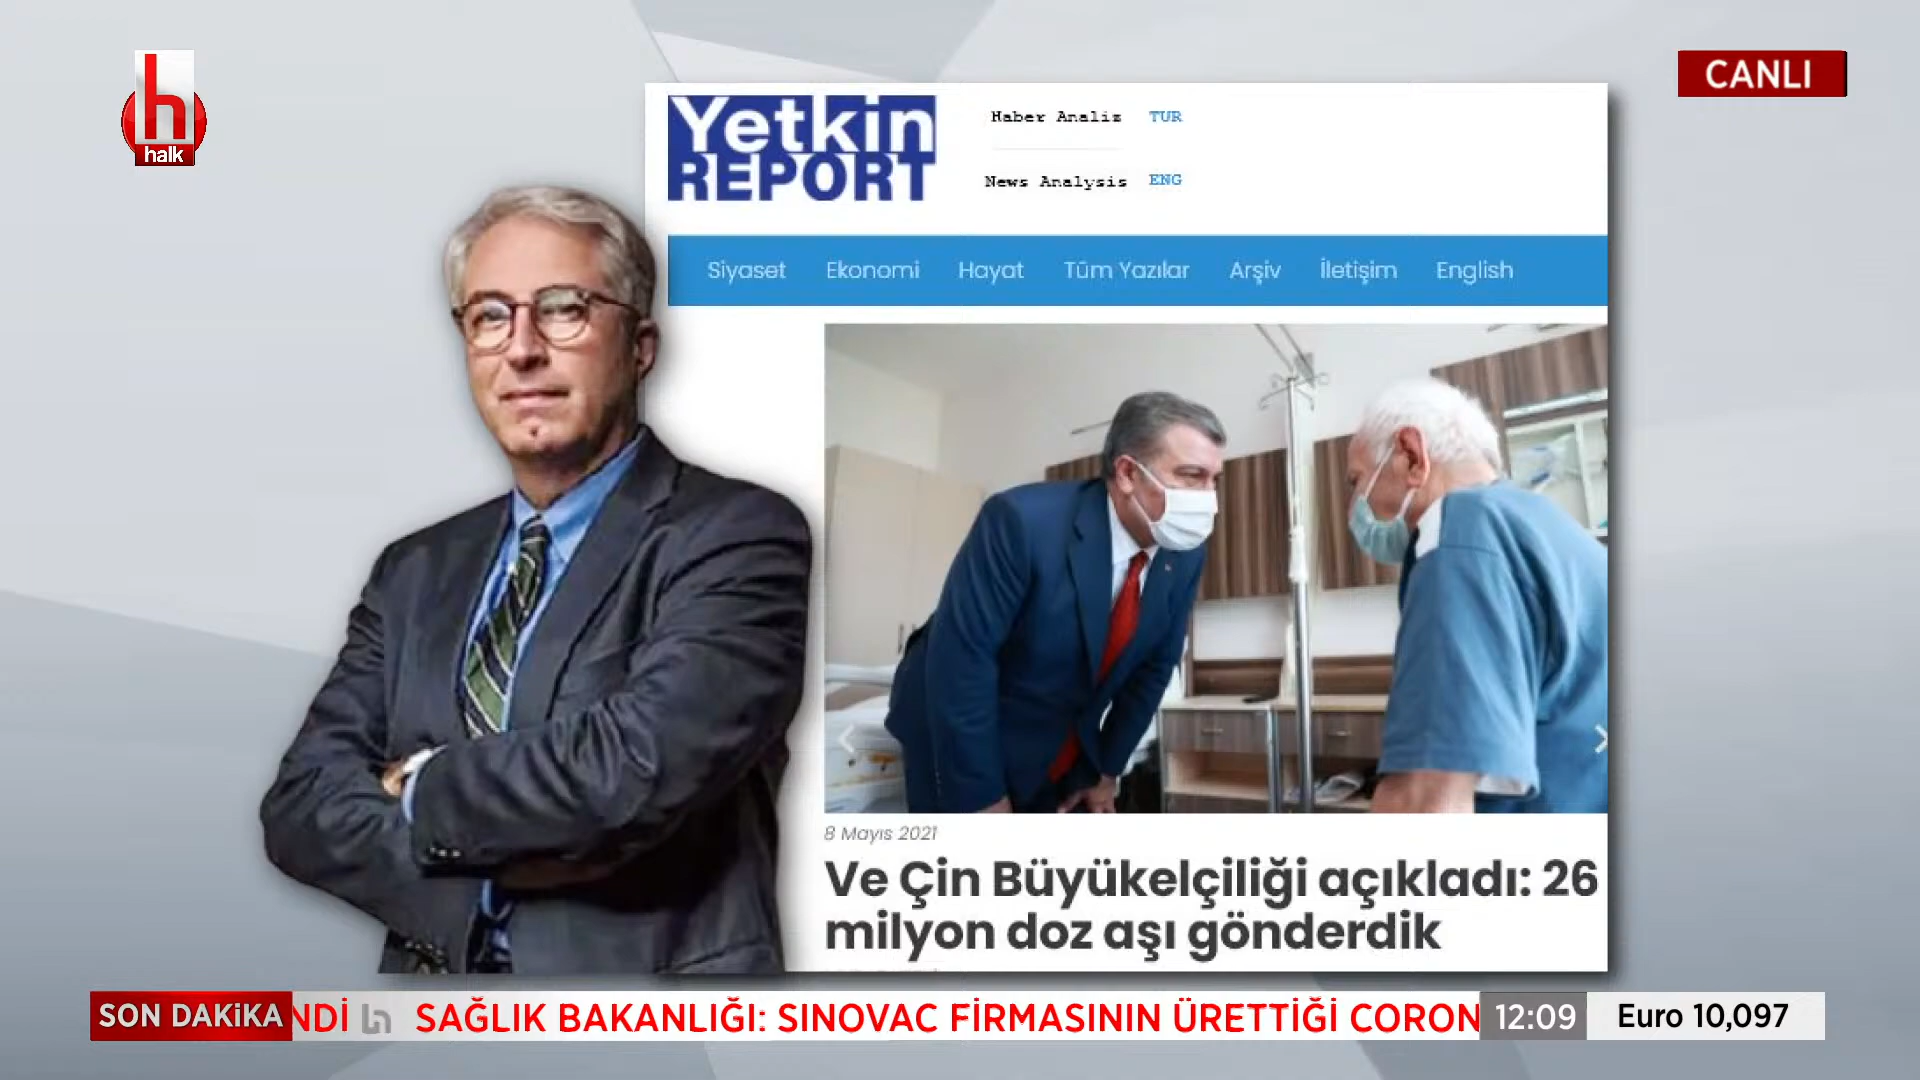 h
halk
CANLI
Yetkin
REPORT
Haber Analiz TUR
News Analysis ENG
Siyaset Ekonomi Hayat Tüm Yazılar Arşiv İletişim English
8 Mayıs 2021
Ve Çin Büyükelçiliği açıkladı: 26
milyon doz aşı gönderdik
SON DAKİKA NDİ h SAĞLIK BAKANLIĞI: SINOVAC FİRMASININ ÜRETTİĞİ CORON 12:09 Euro 10,097